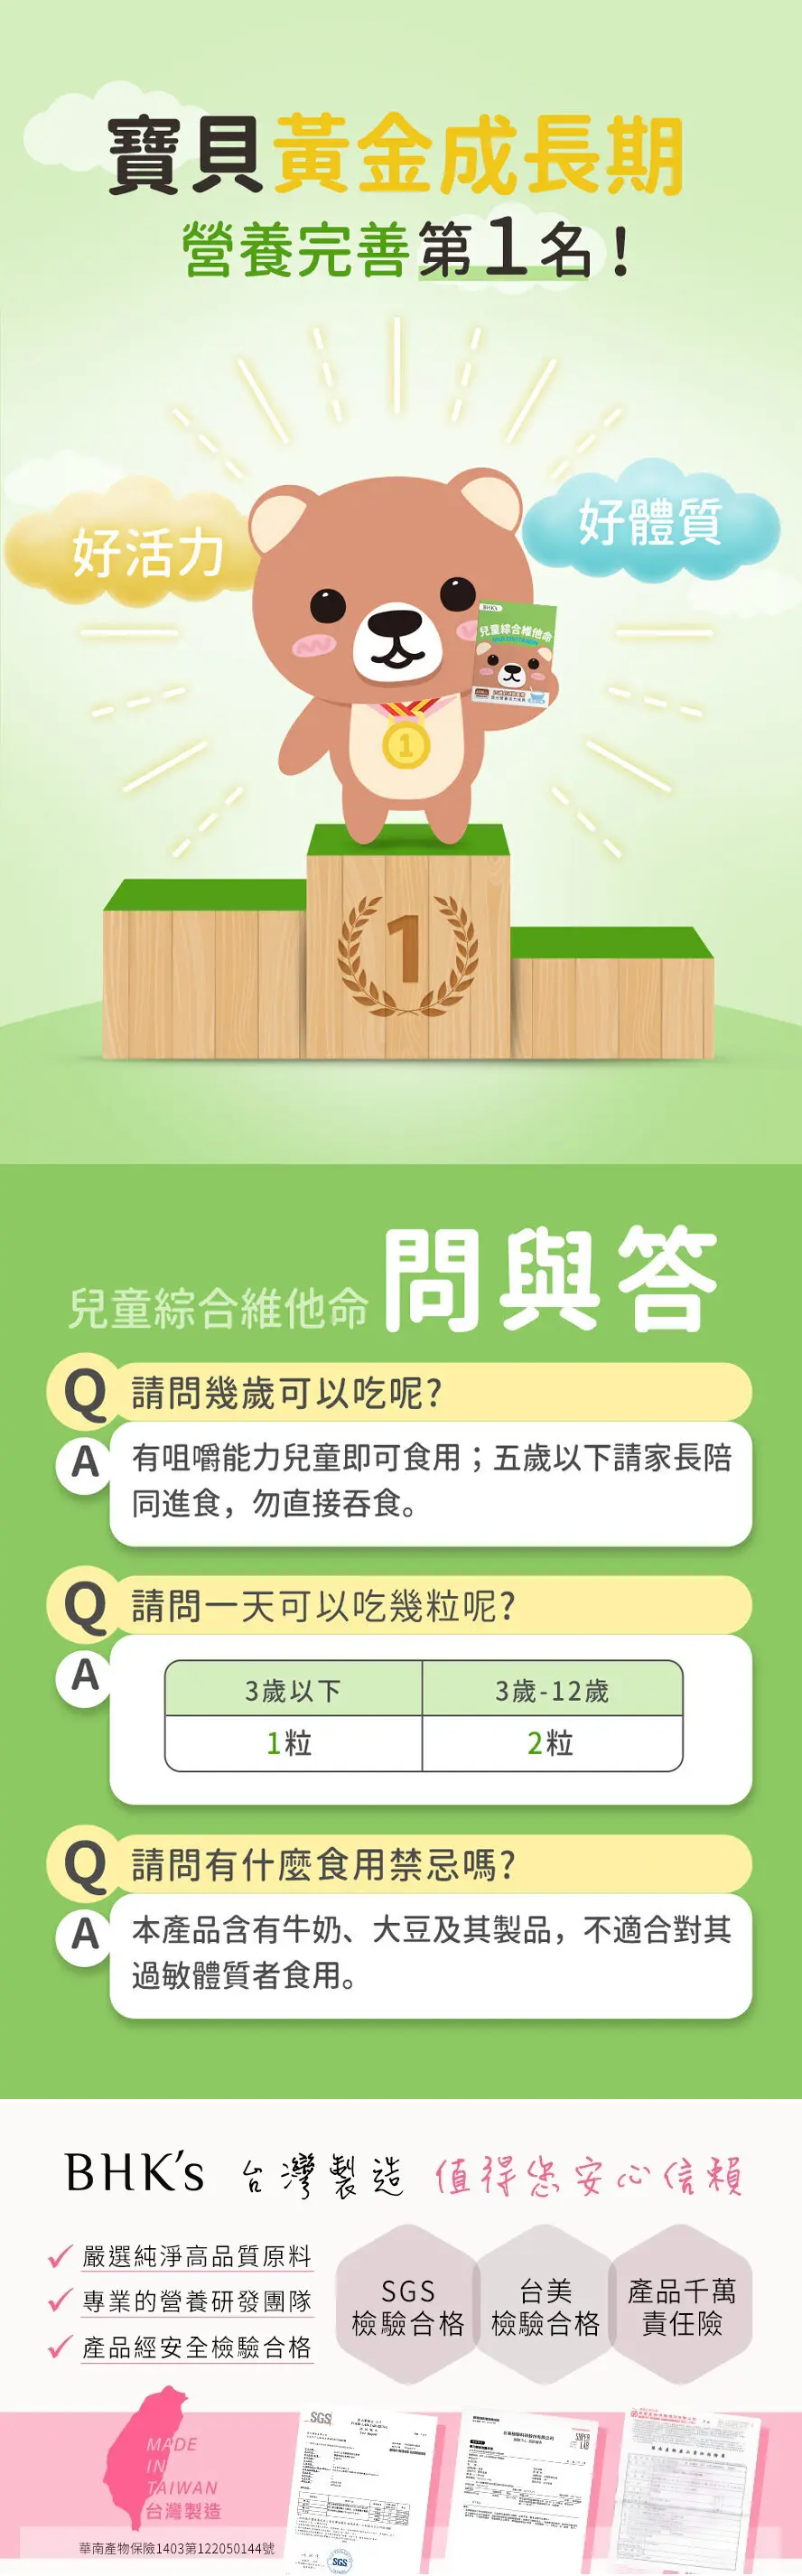 寶貝黃金成長期
營養完善第1名！
好活力
好體質
BHK's
兒童綜合維他命
1
1
兒童綜合維他命 問與答
Q 請問幾歲可以吃呢?
A 有咀嚼能力兒童即可食用；五歲以下請家長陪
同進食，勿直接吞食。
Q 請問一天可以吃幾粒呢?
A
3歲以下 3歲-12歲
1粒 2粒
Q 請問有什麼食用禁忌嗎?
A 本產品含有牛奶、大豆及其製品，不適合對其
過敏體質者食用。
BHK's 台灣製造 值得您安心信賴
嚴選純淨高品質原料
專業的營養研發團隊
產品經安全檢驗合格
SGS
檢驗合格
台美
檢驗合格
產品千萬
責任險
MADE
IN
TAIWAN
台灣製造
華南產物保險1403第122050144號
SGS
SGS